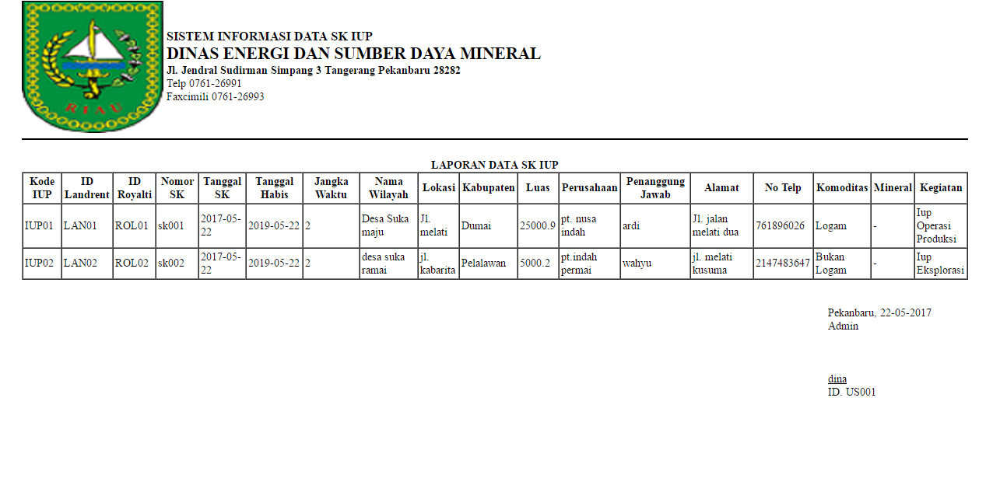 RIAU
SISTEM INFORMASI DATA SK IUP
DINAS ENERGI DAN SUMBER DAYA MINERAL
Jl. Jendral Sudirman Simpang 3 Tangerang Pekanbaru 28282
Telp 0761-26991
Faxcimili 0761-26993
LAPORAN DATA SK IUP
Kode IUP ID Landrent ID Royalti Nomor SK Tanggal SK Tanggal Habis Jangka Waktu Nama Wilayah Lokasi Kabupaten Luas Perusahaan Penanggung Jawab Alamat No Telp Komoditas Mineral Kegiatan
IUP01 LAN01 ROL01 sk001 2017-05-22 2019-05-22 2 Desa Suka maju Jl. melati Dumai 25000.9 pt. nusa indah ardi Jl. jalan melati dua 761896026 Logam - Iup Operasi Produksi
IUP02 LAN02 ROL02 sk002 2017-05-22 2019-05-22 2 desa suka ramai jl. kabarita Pelalawan 5000.2 pt.indah permai wahyu jl. melati kusuma 2147483647 Bukan Logam - Iup Eksplorasi
Pekanbaru, 22-05-2017
Admin
dina
ID. US001